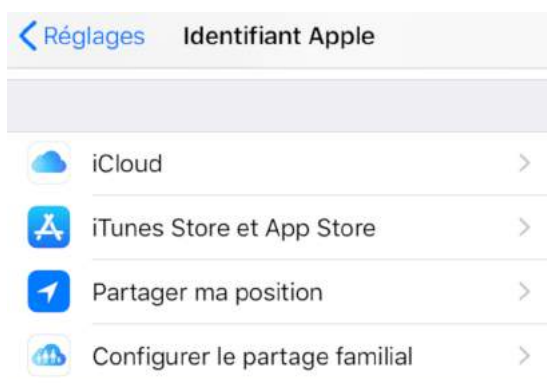 Réglages Identifiant Apple
iCloud
iTunes Store et App Store
Partager ma position
Configurer le partage familial